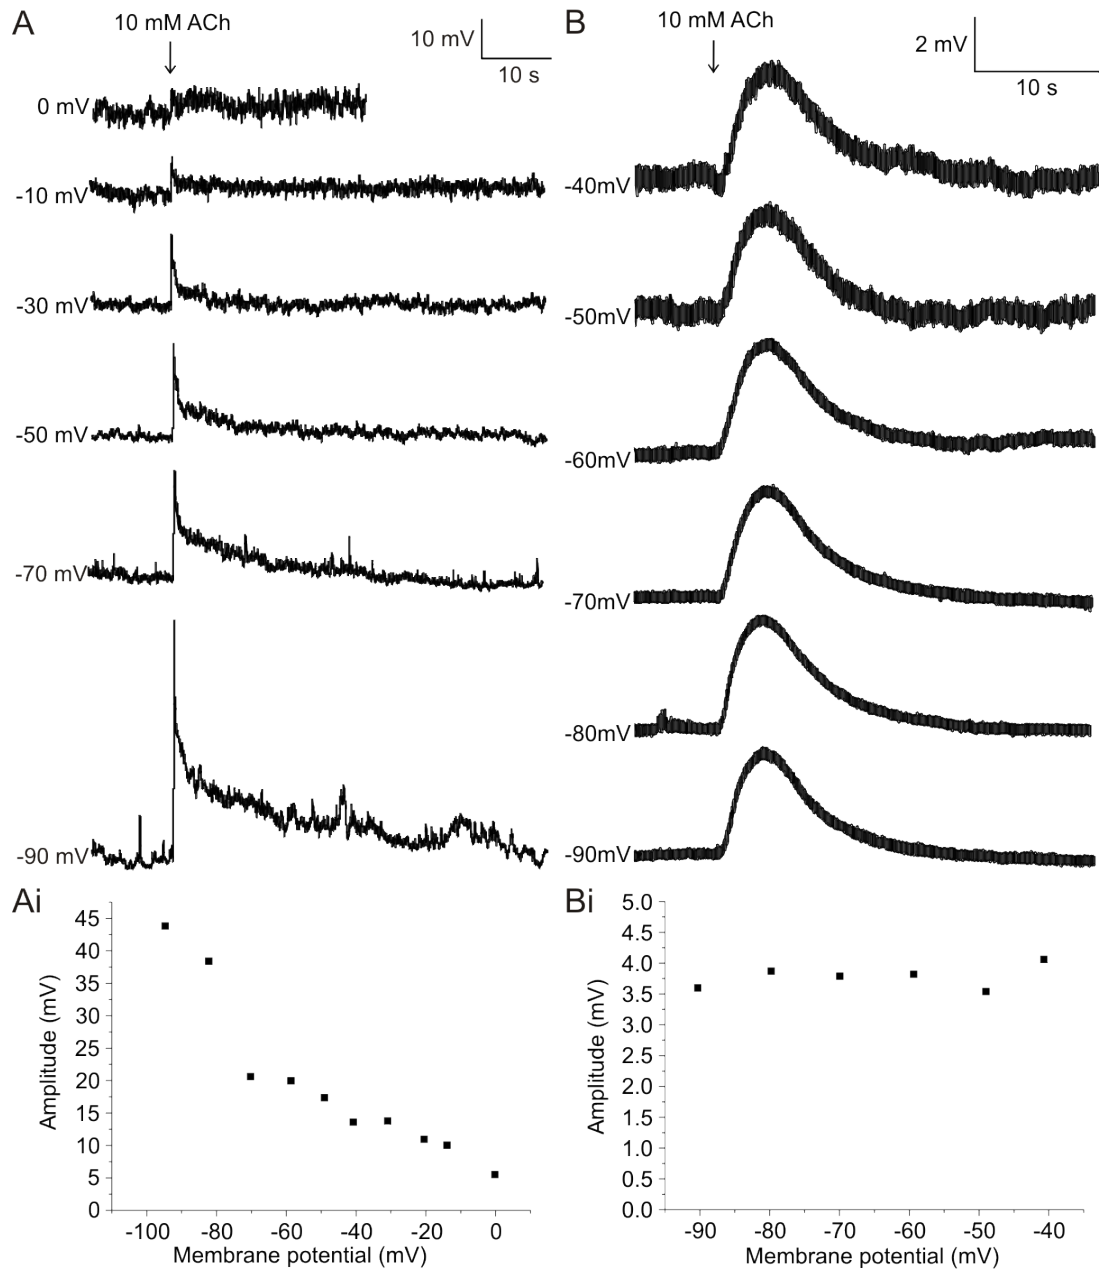 A
10 mM ACh
10 mV
10 s
0 mV
-10 mV
-30 mV
-50 mV
-70 mV
-90 mV
B
10 mM ACh
2 mV
10 s
-40mV
-50mV
-60mV
-70mV
-80mV
-90mV
Ai
Amplitude (mV)
45
40
35
30
25
20
15
10
5
0
-100 -80 -60 -40 -20 0
Membrane potential (mV)
Bi
Amplitude (mV)
5.0
4.5
4.0
3.5
3.0
2.5
2.0
1.5
1.0
0.5
0.0
-90 -80 -70 -60 -50 -40
Membrane potential (mV)